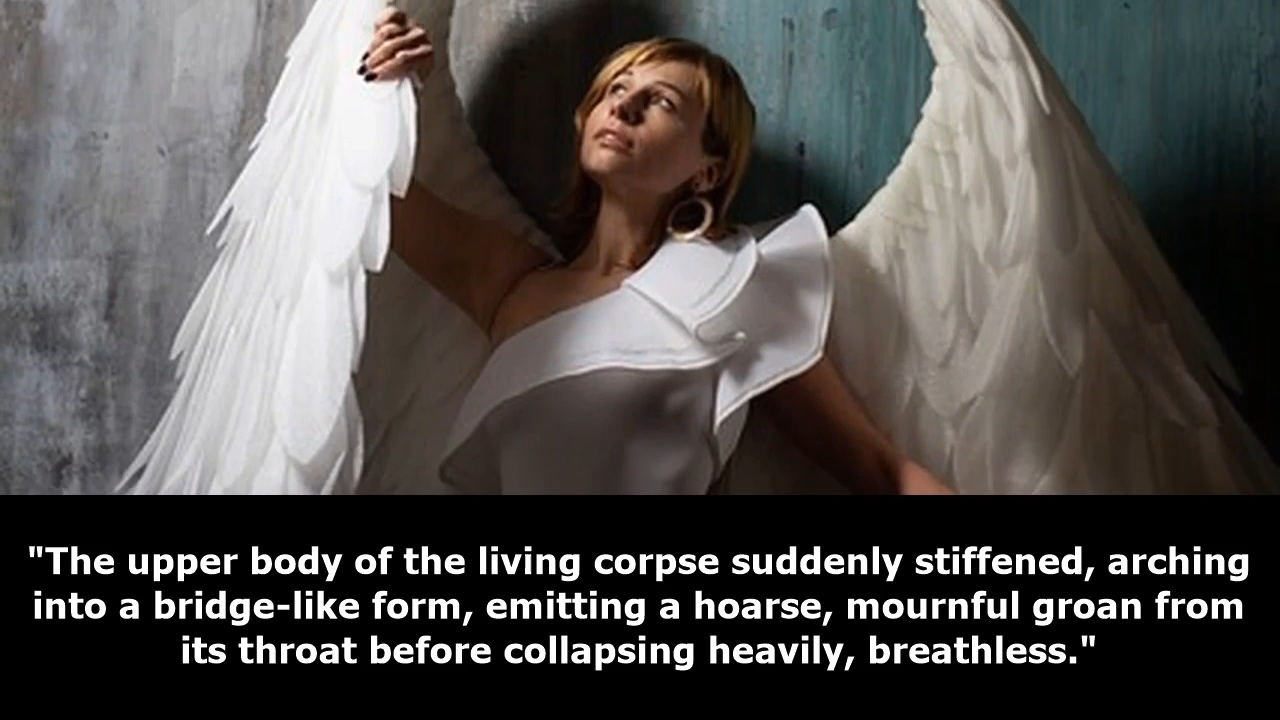 "The upper body of the living corpse suddenly stiffened, arching
into a bridge-like form, emitting a hoarse, mournful groan from
its throat before collapsing heavily, breathless."